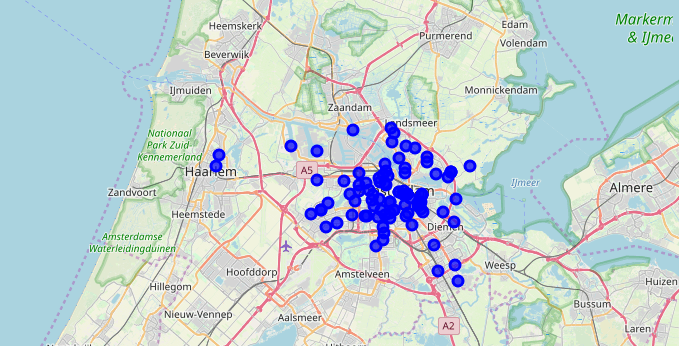 Heemskerk
Edam
Markerm
& IJme
Purmerend
Volendam
Beverwijk
IJmuiden
Monnickendam
Zaandam
Landsmeer
Nationaal
Park Zuid
Kennemerland
Haarlem
A5
IJmeer
Almere
Zandvoort
Heemstede
Diemen
Amsterdamse
Waterleidingduinen
Weesp
Hoofddorp
Amstelveen
Huizen
Hillegom
Bussum
Nieuw-Vennep
Aalsmeer
A2
Laren